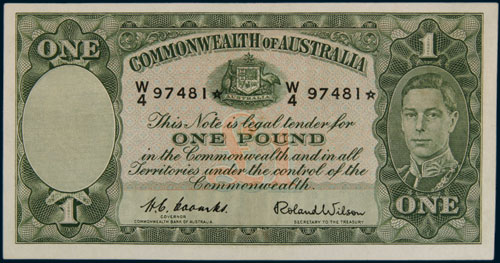 ONE
COMMONWEALTH OF AUSTRALIA
1
AUSTRALIA
W/4 97481☆
W/4 97481☆
This Note is legal tender for
ONE POUND
in the Commonwealth and in all
Territories under the control of the
Commonwealth.
1
H.C. Coombs
GOVERNOR
COMMONWEALTH BANK OF AUSTRALIA
Roland Wilson
SECRETARY TO THE TREASURY
ONE